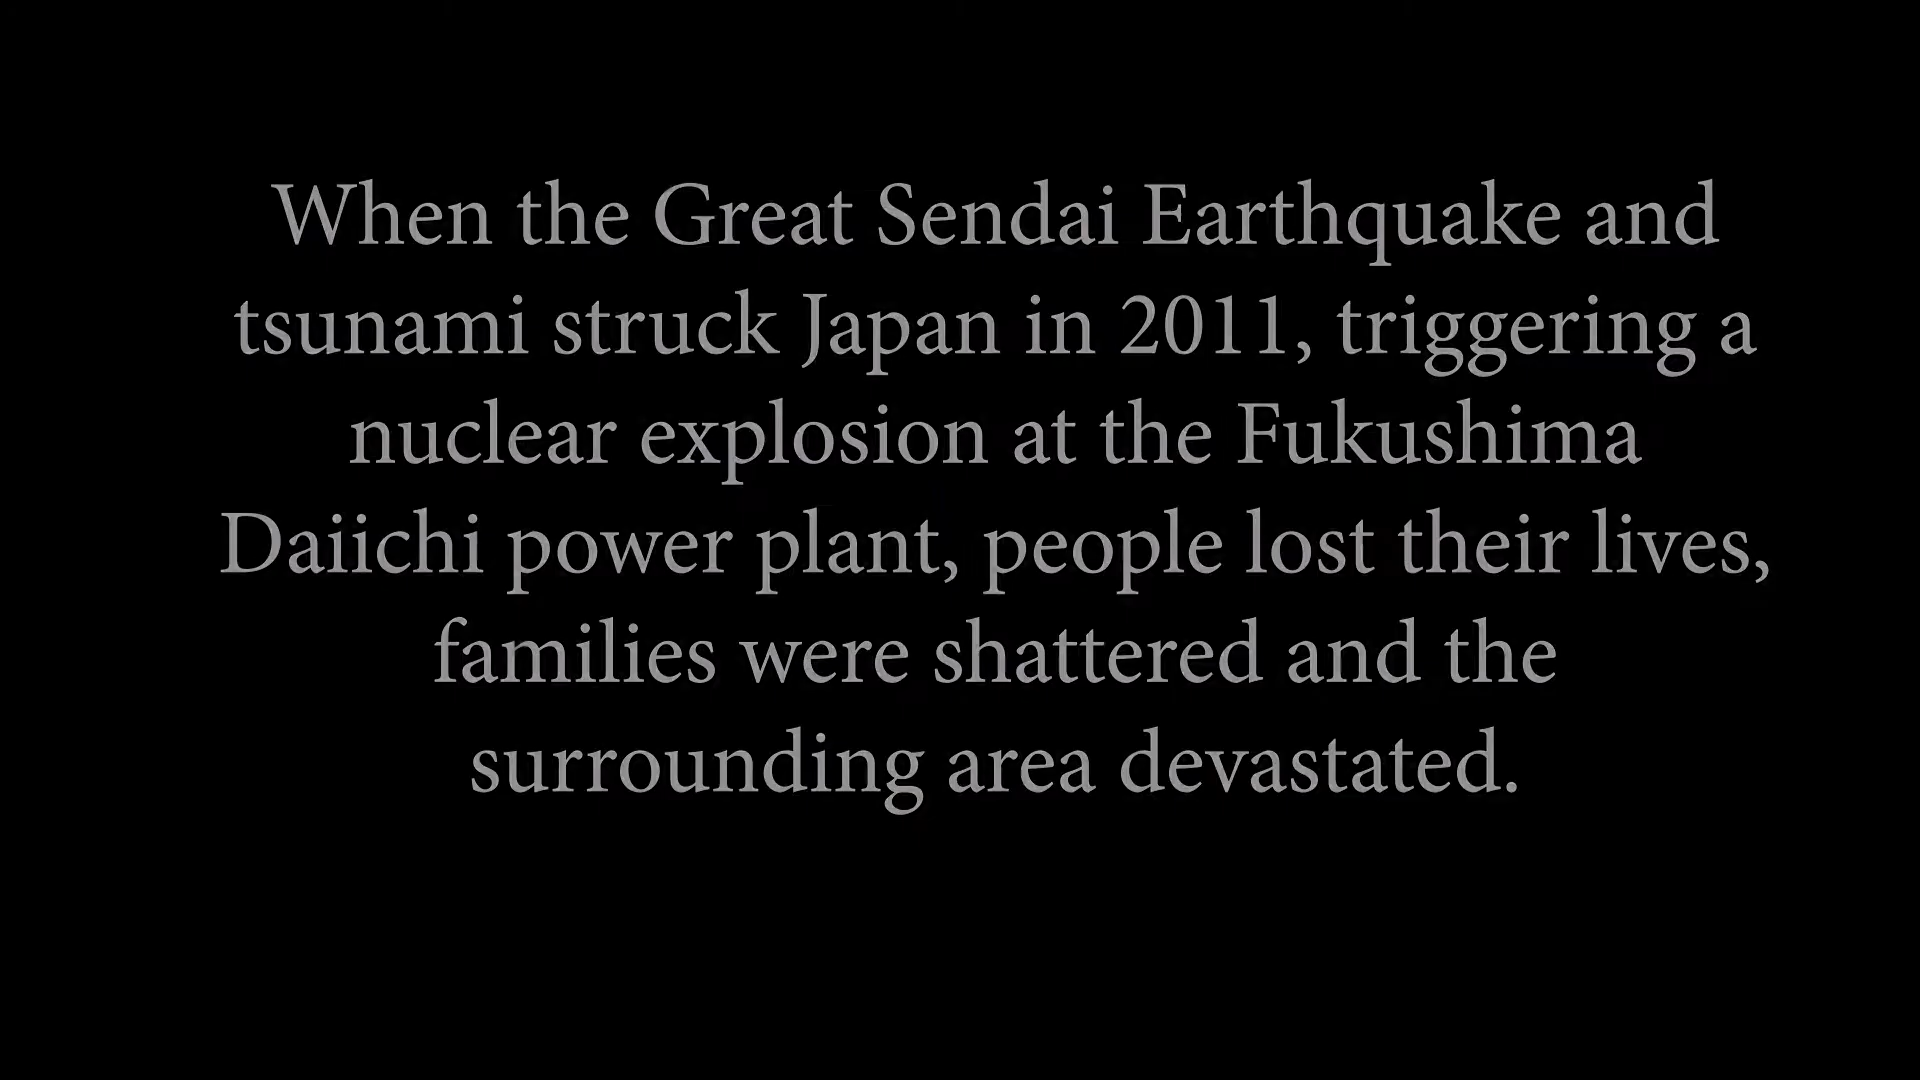 When the Great Sendai Earthquake and
tsunami struck Japan in 2011, triggering a
nuclear explosion at the Fukushima
Daiichi power plant, people lost their lives,
families were shattered and the
surrounding area devastated.